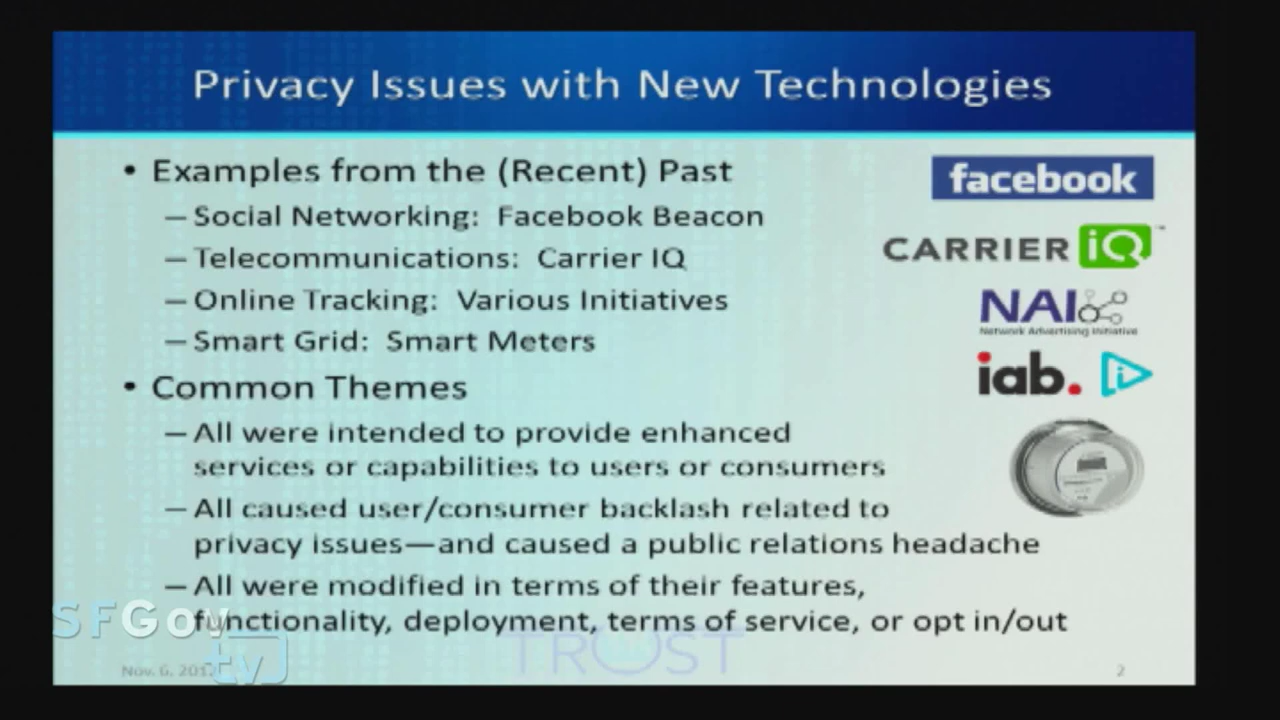 Privacy Issues with New Technologies
• Examples from the (Recent) Past
– Social Networking: Facebook Beacon
– Telecommunications: Carrier IQ
– Online Tracking: Various Initiatives
– Smart Grid: Smart Meters
• Common Themes
– All were intended to provide enhanced
services or capabilities to users or consumers
– All caused user/consumer backlash related to
privacy issues—and caused a public relations headache
– All were modified in terms of their features,
functionality, deployment, terms of service, or opt in/out
facebook
CARRIER iQ™
NAI
Network Advertising Initiative
iab. i
SFGov
tv
TRUST
Nov. 6, 201
2